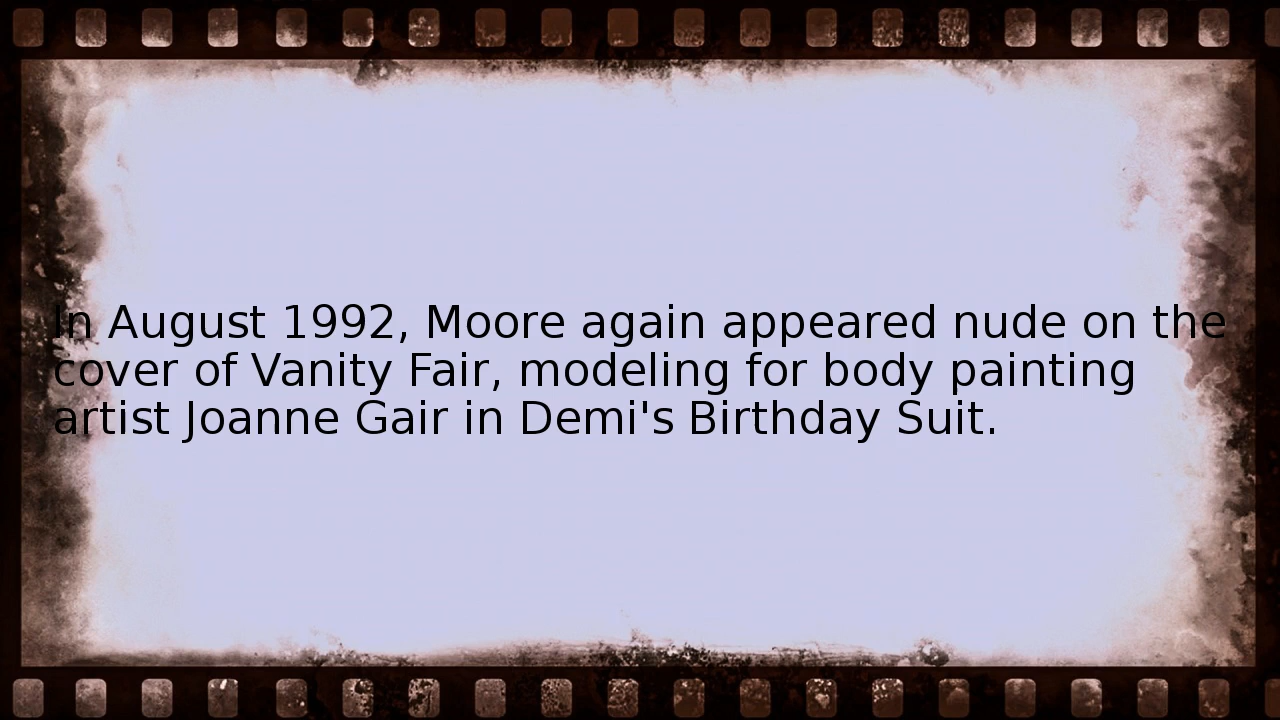 In August 1992, Moore again appeared nude on the
cover of Vanity Fair, modeling for body painting
artist Joanne Gair in Demi's Birthday Suit.